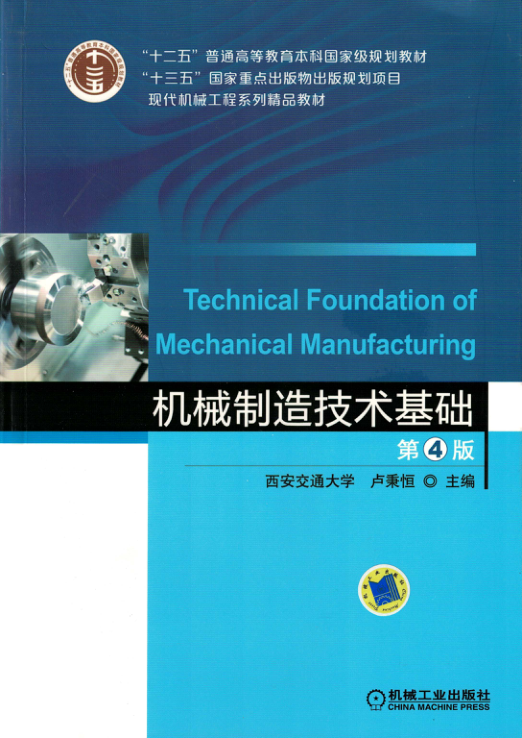 “十二五”普通高等教育本科国家级规划教材
“十三五”国家重点出版物出版规划项目
现代机械工程系列精品教材
十二五
Technical Foundation of
Mechanical Manufacturing
机械制造技术基础
第4版
西安交通大学 卢秉恒 ◎ 主编
机械工业出版社
CHINA MACHINE PRESS